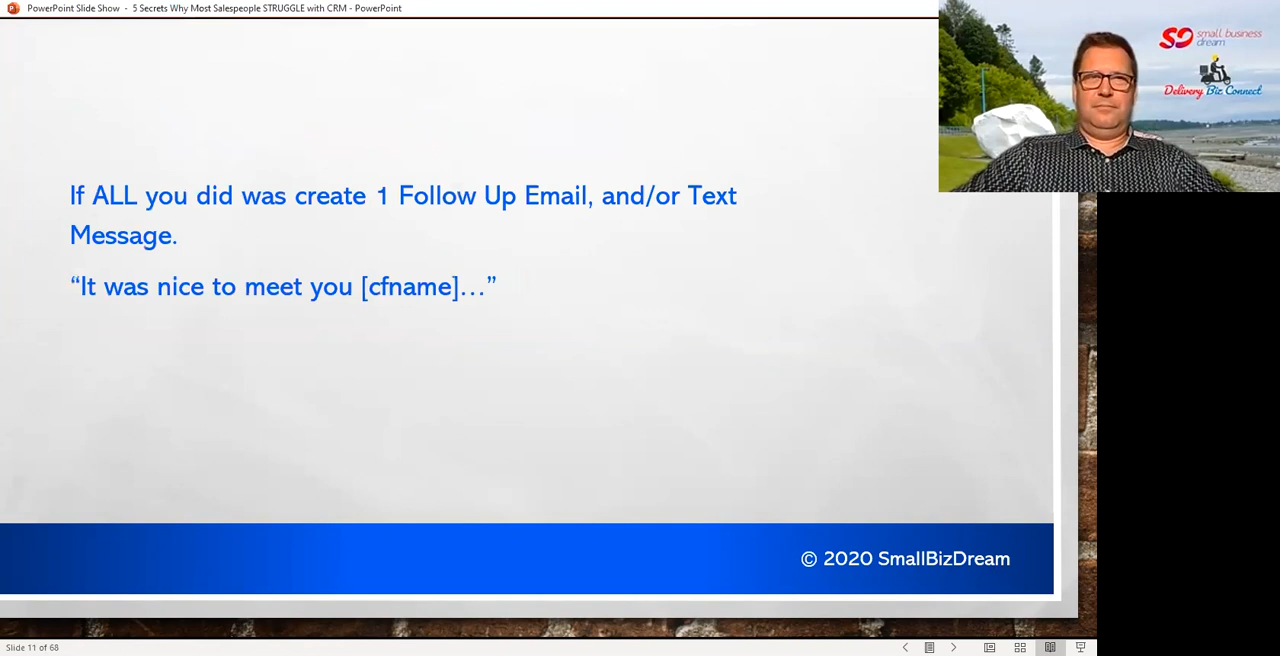 PowerPoint Slide Show - 5 Secrets Why Most Salespeople STRUGGLE with CRM - PowerPoint
small business
dream
Delivery Biz Connect
If ALL you did was create 1 Follow Up Email, and/or Text
Message.
“It was nice to meet you [cfname]…”
© 2020 SmallBizDream
Slide 11 of 68